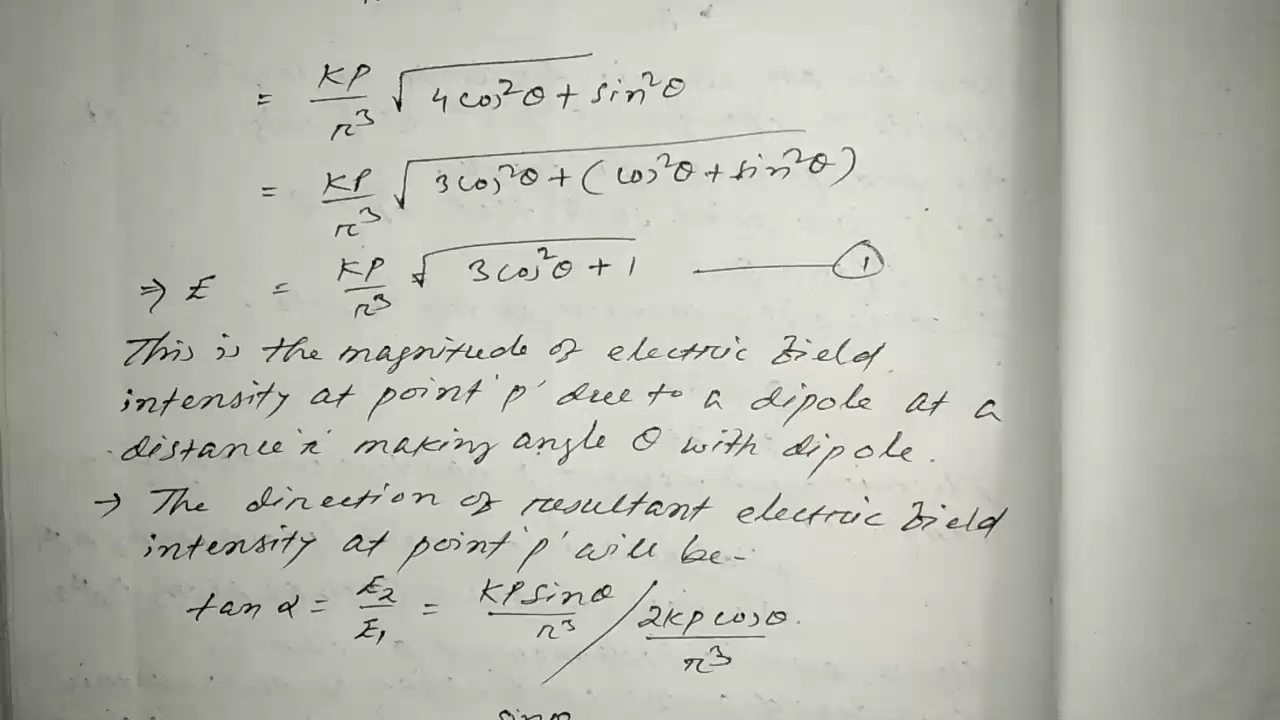 = KP/r³ √4cos²θ + sin²θ
= KP/r³ √3cos²θ + (cos²θ + sin²θ)
⇒ E = KP/r³ √3cos²θ + 1 —— ①
This is the magnitude of electric field
intensity at point 'p' due to a dipole at a
distance 'r' making angle θ with dipole.
→ The direction of resultant electric field
intensity at point 'p' will be-
tan α = E₂/E₁ = KP sinθ/r³ / 2KP cosθ/r³
sinθ